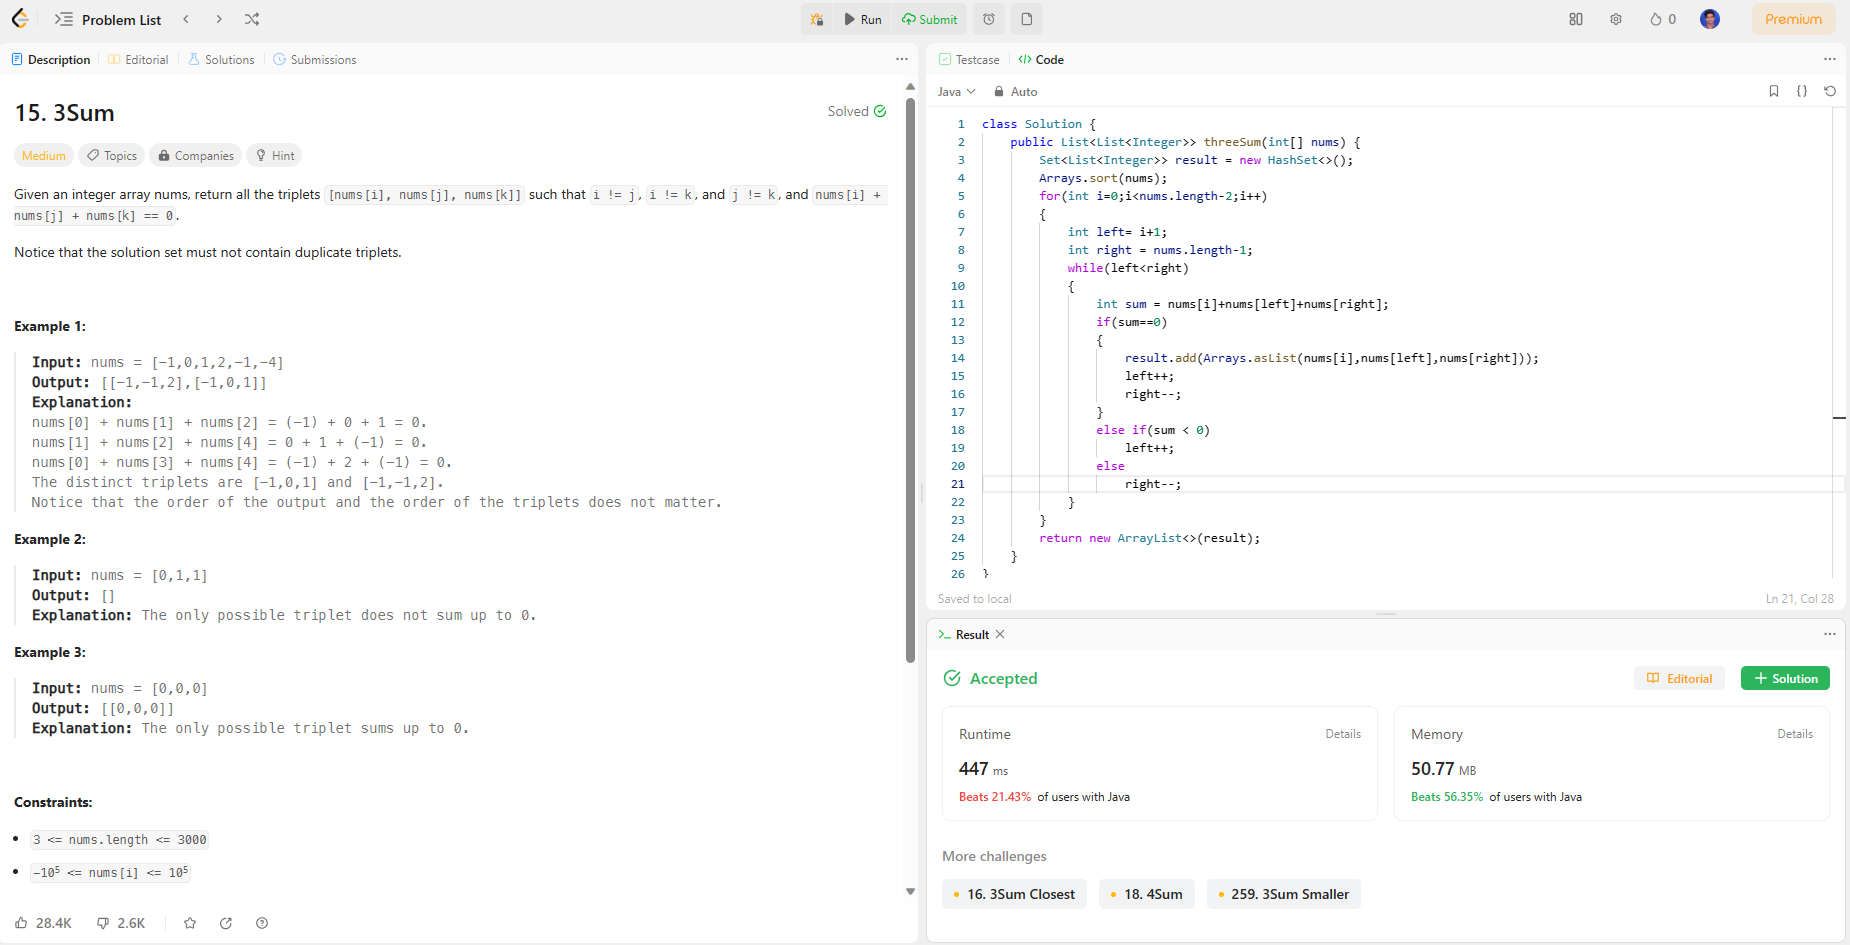 Problem List
Run
Submit
0
Premium
Description
Editorial
Solutions
Submissions
15. 3Sum
Solved
Medium
Topics
Companies
Hint
Given an integer array nums, return all the triplets [nums[i], nums[j], nums[k]] such that i != j, i != k, and j != k, and nums[i] +
nums[j] + nums[k] == 0.
Notice that the solution set must not contain duplicate triplets.
Example 1:
Input: nums = [-1,0,1,2,-1,-4]
Output: [[-1,-1,2],[-1,0,1]]
Explanation:
nums[0] + nums[1] + nums[2] = (-1) + 0 + 1 = 0.
nums[1] + nums[2] + nums[4] = 0 + 1 + (-1) = 0.
nums[0] + nums[3] + nums[4] = (-1) + 2 + (-1) = 0.
The distinct triplets are [-1,0,1] and [-1,-1,2].
Notice that the order of the output and the order of the triplets does not matter.
Example 2:
Input: nums = [0,1,1]
Output: []
Explanation: The only possible triplet does not sum up to 0.
Example 3:
Input: nums = [0,0,0]
Output: [[0,0,0]]
Explanation: The only possible triplet sums up to 0.
Constraints:
3 <= nums.length <= 3000
-10⁵ <= nums[i] <= 10⁵
28.4K
2.6K
Testcase
</> Code
Java
Auto
1 class Solution {
2 public List<List<Integer>> threeSum(int[] nums) {
3 Set<List<Integer>> result = new HashSet<>();
4 Arrays.sort(nums);
5 for(int i=0;i<nums.length-2;i++)
6 {
7 int left= i+1;
8 int right = nums.length-1;
9 while(left<right)
10 {
11 int sum = nums[i]+nums[left]+nums[right];
12 if(sum==0)
13 {
14 result.add(Arrays.asList(nums[i],nums[left],nums[right]));
15 left++;
16 right--;
17 }
18 else if(sum < 0)
19 left++;
20 else
21 right--;
22 }
23 }
24 return new ArrayList<>(result);
25 }
26 }
Saved to local
Ln 21, Col 28
Result
Accepted
Editorial
Solution
Runtime
Details
447 ms
Beats 21.43% of users with Java
Memory
Details
50.77 MB
Beats 56.35% of users with Java
More challenges
16. 3Sum Closest
18. 4Sum
259. 3Sum Smaller